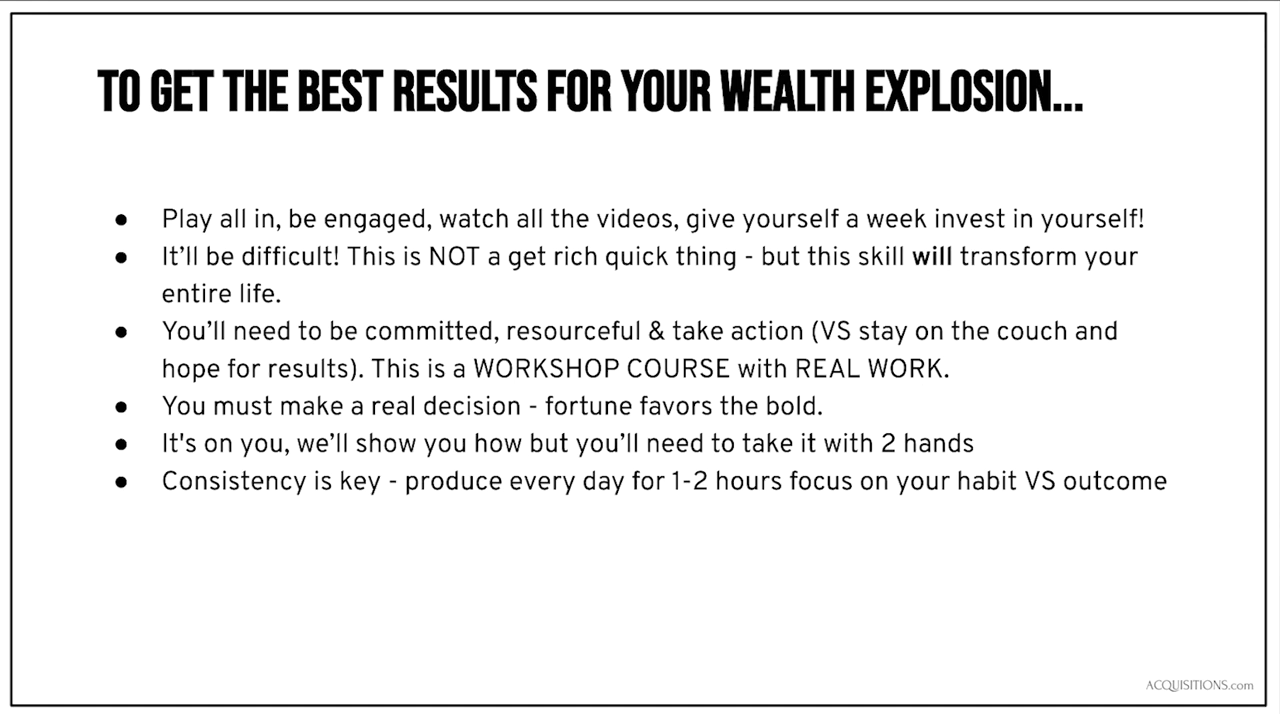 TO GET THE BEST RESULTS FOR YOUR WEALTH EXPLOSION...
● Play all in, be engaged, watch all the videos, give yourself a week invest in yourself!
● It’ll be difficult! This is NOT a get rich quick thing - but this skill will transform your
entire life.
● You’ll need to be committed, resourceful & take action (VS stay on the couch and
hope for results). This is a WORKSHOP COURSE with REAL WORK.
● You must make a real decision - fortune favors the bold.
● It's on you, we’ll show you how but you’ll need to take it with 2 hands
● Consistency is key - produce every day for 1-2 hours focus on your habit VS outcome
ACQUISITIONS.com